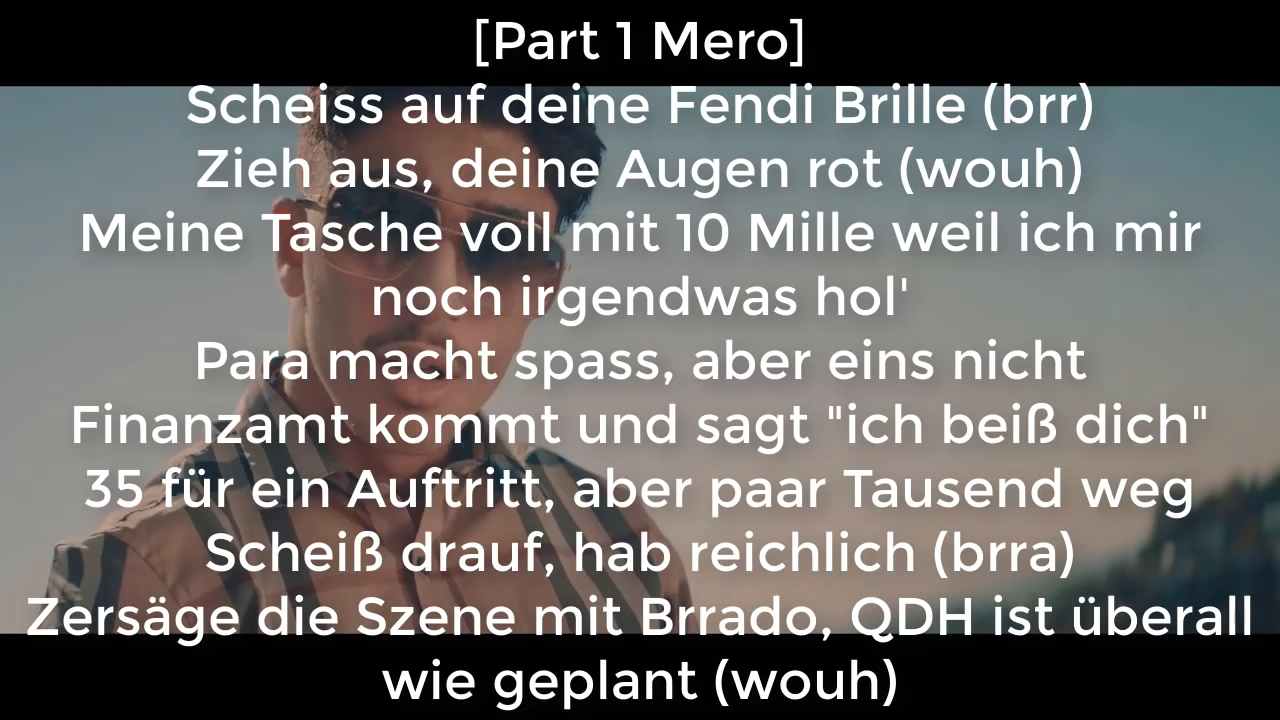 [Part 1 Mero]
Scheiss auf deine Fendi Brille (brr)
Zieh aus, deine Augen rot (wouh)
Meine Tasche voll mit 10 Mille weil ich mir
noch irgendwas hol'
Para macht spass, aber eins nicht
Finanzamt kommt und sagt "ich beiß dich"
35 für ein Auftritt, aber paar Tausend weg
Scheiß drauf, hab reichlich (brra)
Zersäge die Szene mit Brrado, QDH ist überall
wie geplant (wouh)